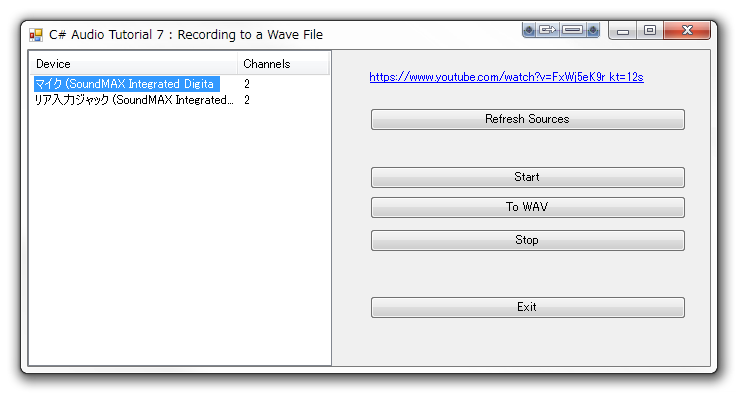 C# Audio Tutorial 7 : Recording to a Wave File
Device Channels
マイク (SoundMAX Integrated Digita 2
リア入力ジャック (SoundMAX Integrated... 2
https://www.youtube.com/watch?v=FxWj5eK9r kt=12s
Refresh Sources
Start
To WAV
Stop
Exit